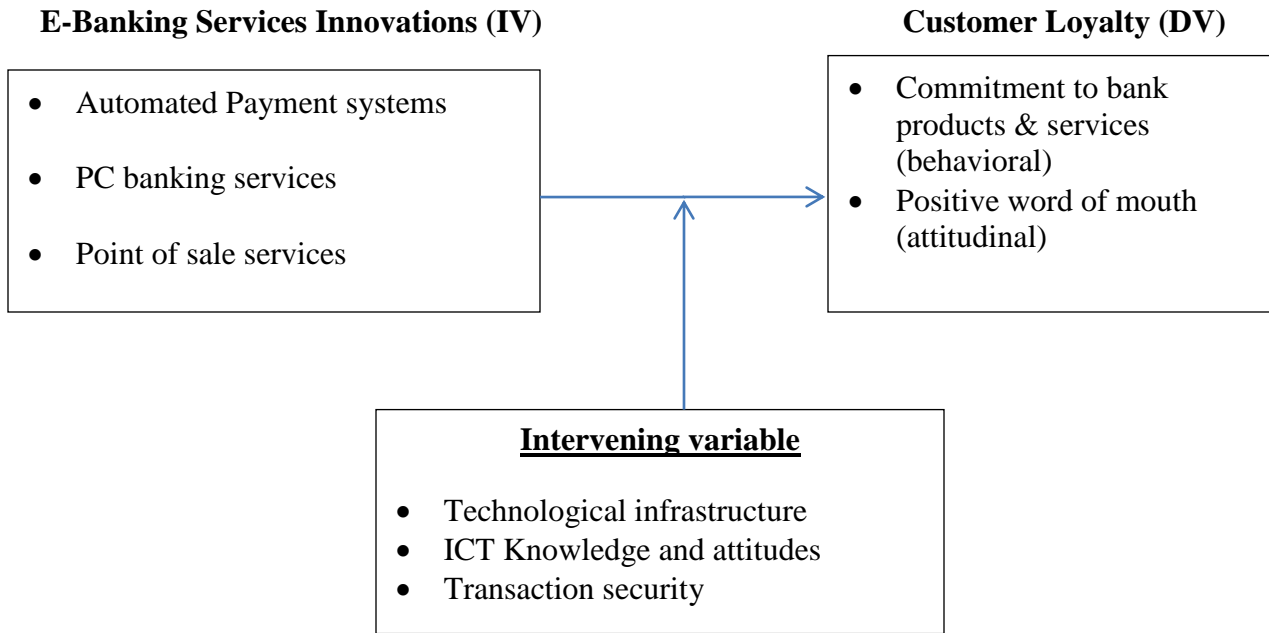 E-Banking Services Innovations (IV)
Customer Loyalty (DV)
• Automated Payment systems
• PC banking services
• Point of sale services
• Commitment to bank
products & services
(behavioral)
• Positive word of mouth
(attitudinal)
Intervening variable
• Technological infrastructure
• ICT Knowledge and attitudes
• Transaction security